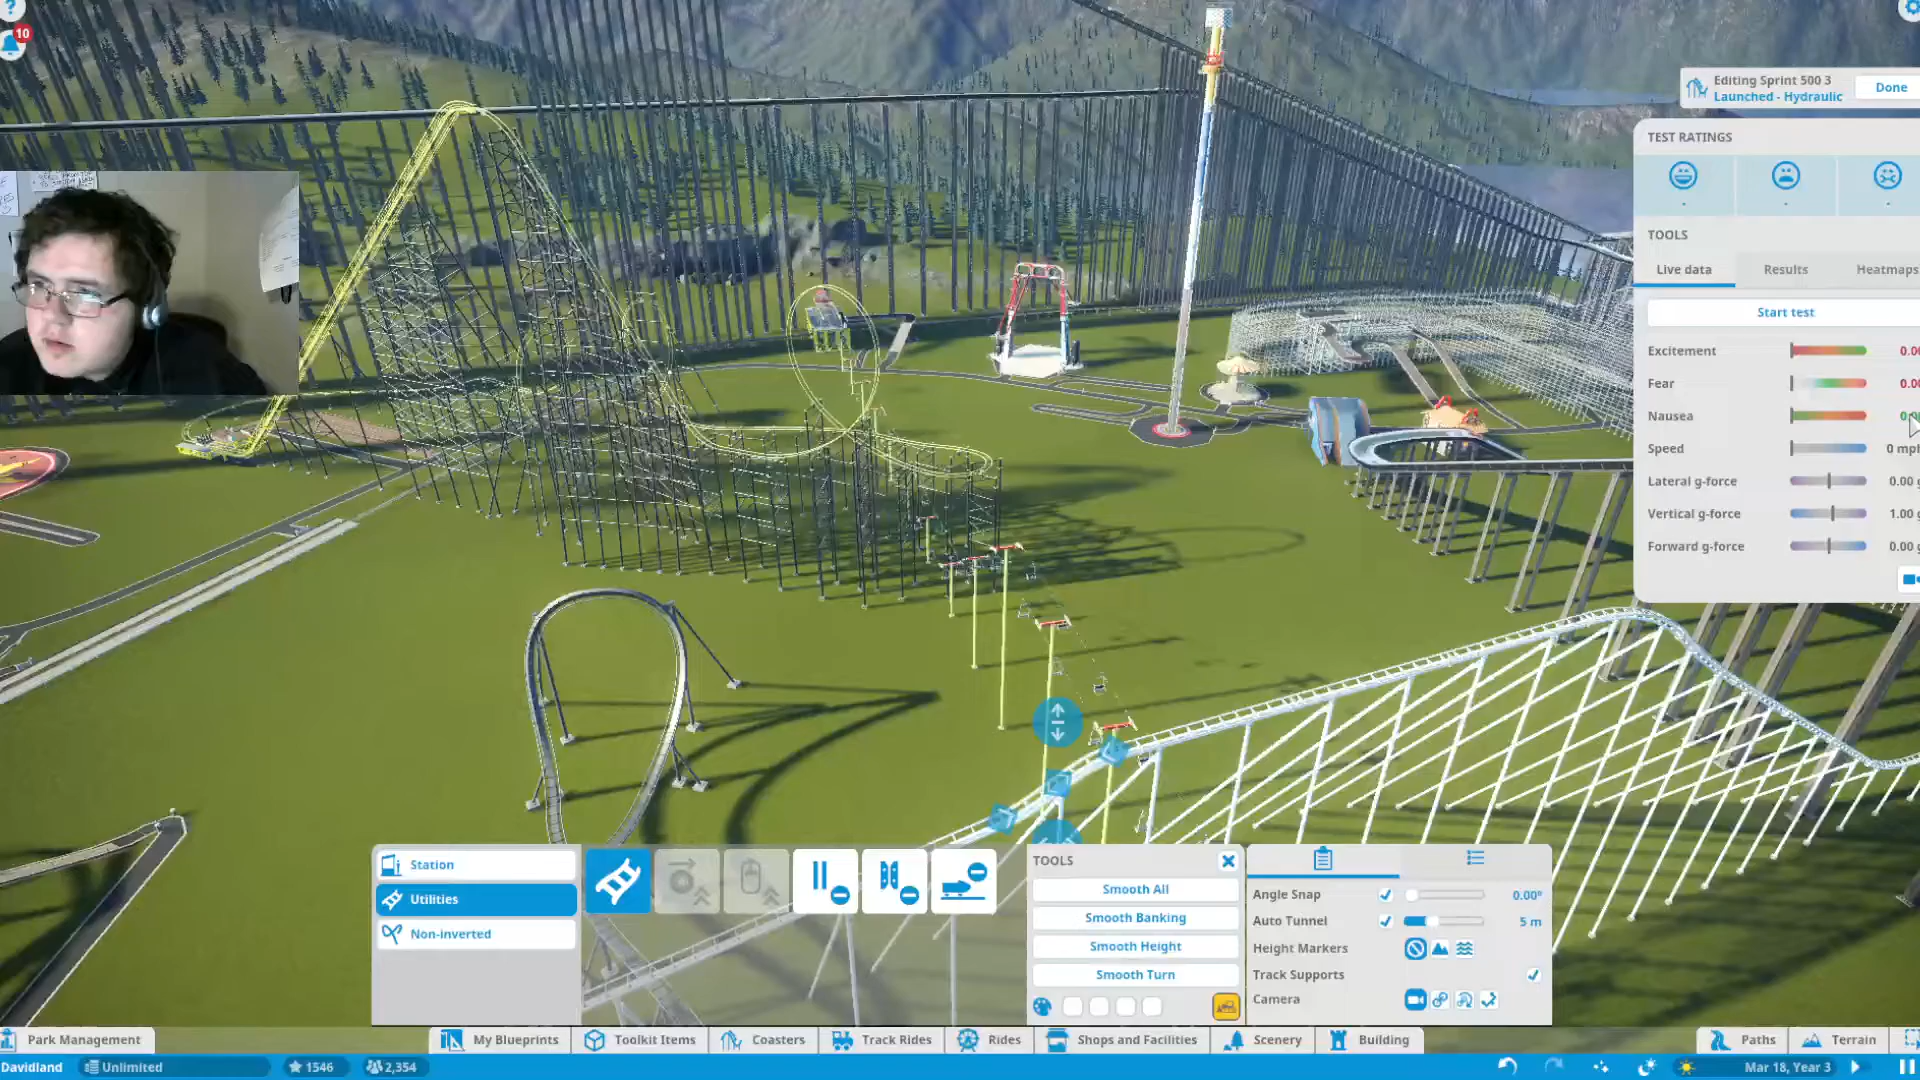 ?
10
Editing Sprint 500 3
Launched - Hydraulic
Done
TEST RATINGS
- - -
TOOLS
Live data Results Heatmaps
Start test
Excitement 0.00
Fear 0.00
Nausea
Speed 0 mph
Lateral g-force 0.00 g
Vertical g-force 1.00 g
Forward g-force 0.00 g
Station
Utilities
Non-inverted
TOOLS
Smooth All
Smooth Banking
Smooth Height
Smooth Turn
Angle Snap 0.00°
Auto Tunnel 5 m
Height Markers
Track Supports
Camera
Park Management My Blueprints Toolkit Items Coasters Track Rides Rides Shops and Facilities Scenery Building Paths Terrain
Davidland Unlimited 1546 2,354 Mar 18, Year 3